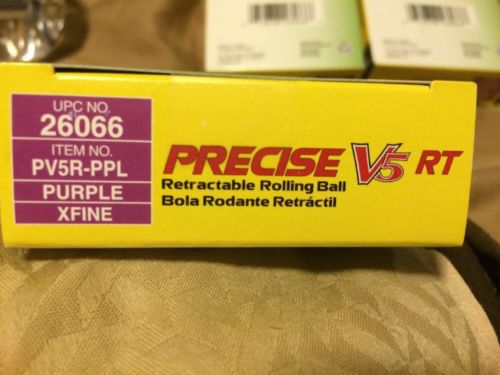 UPC NO.
26066
ITEM NO.
PV5R-PPL
PURPLE
XFINE
PRECISE V5 RT
Retractable Rolling Ball
Bola Rodante Retráctil